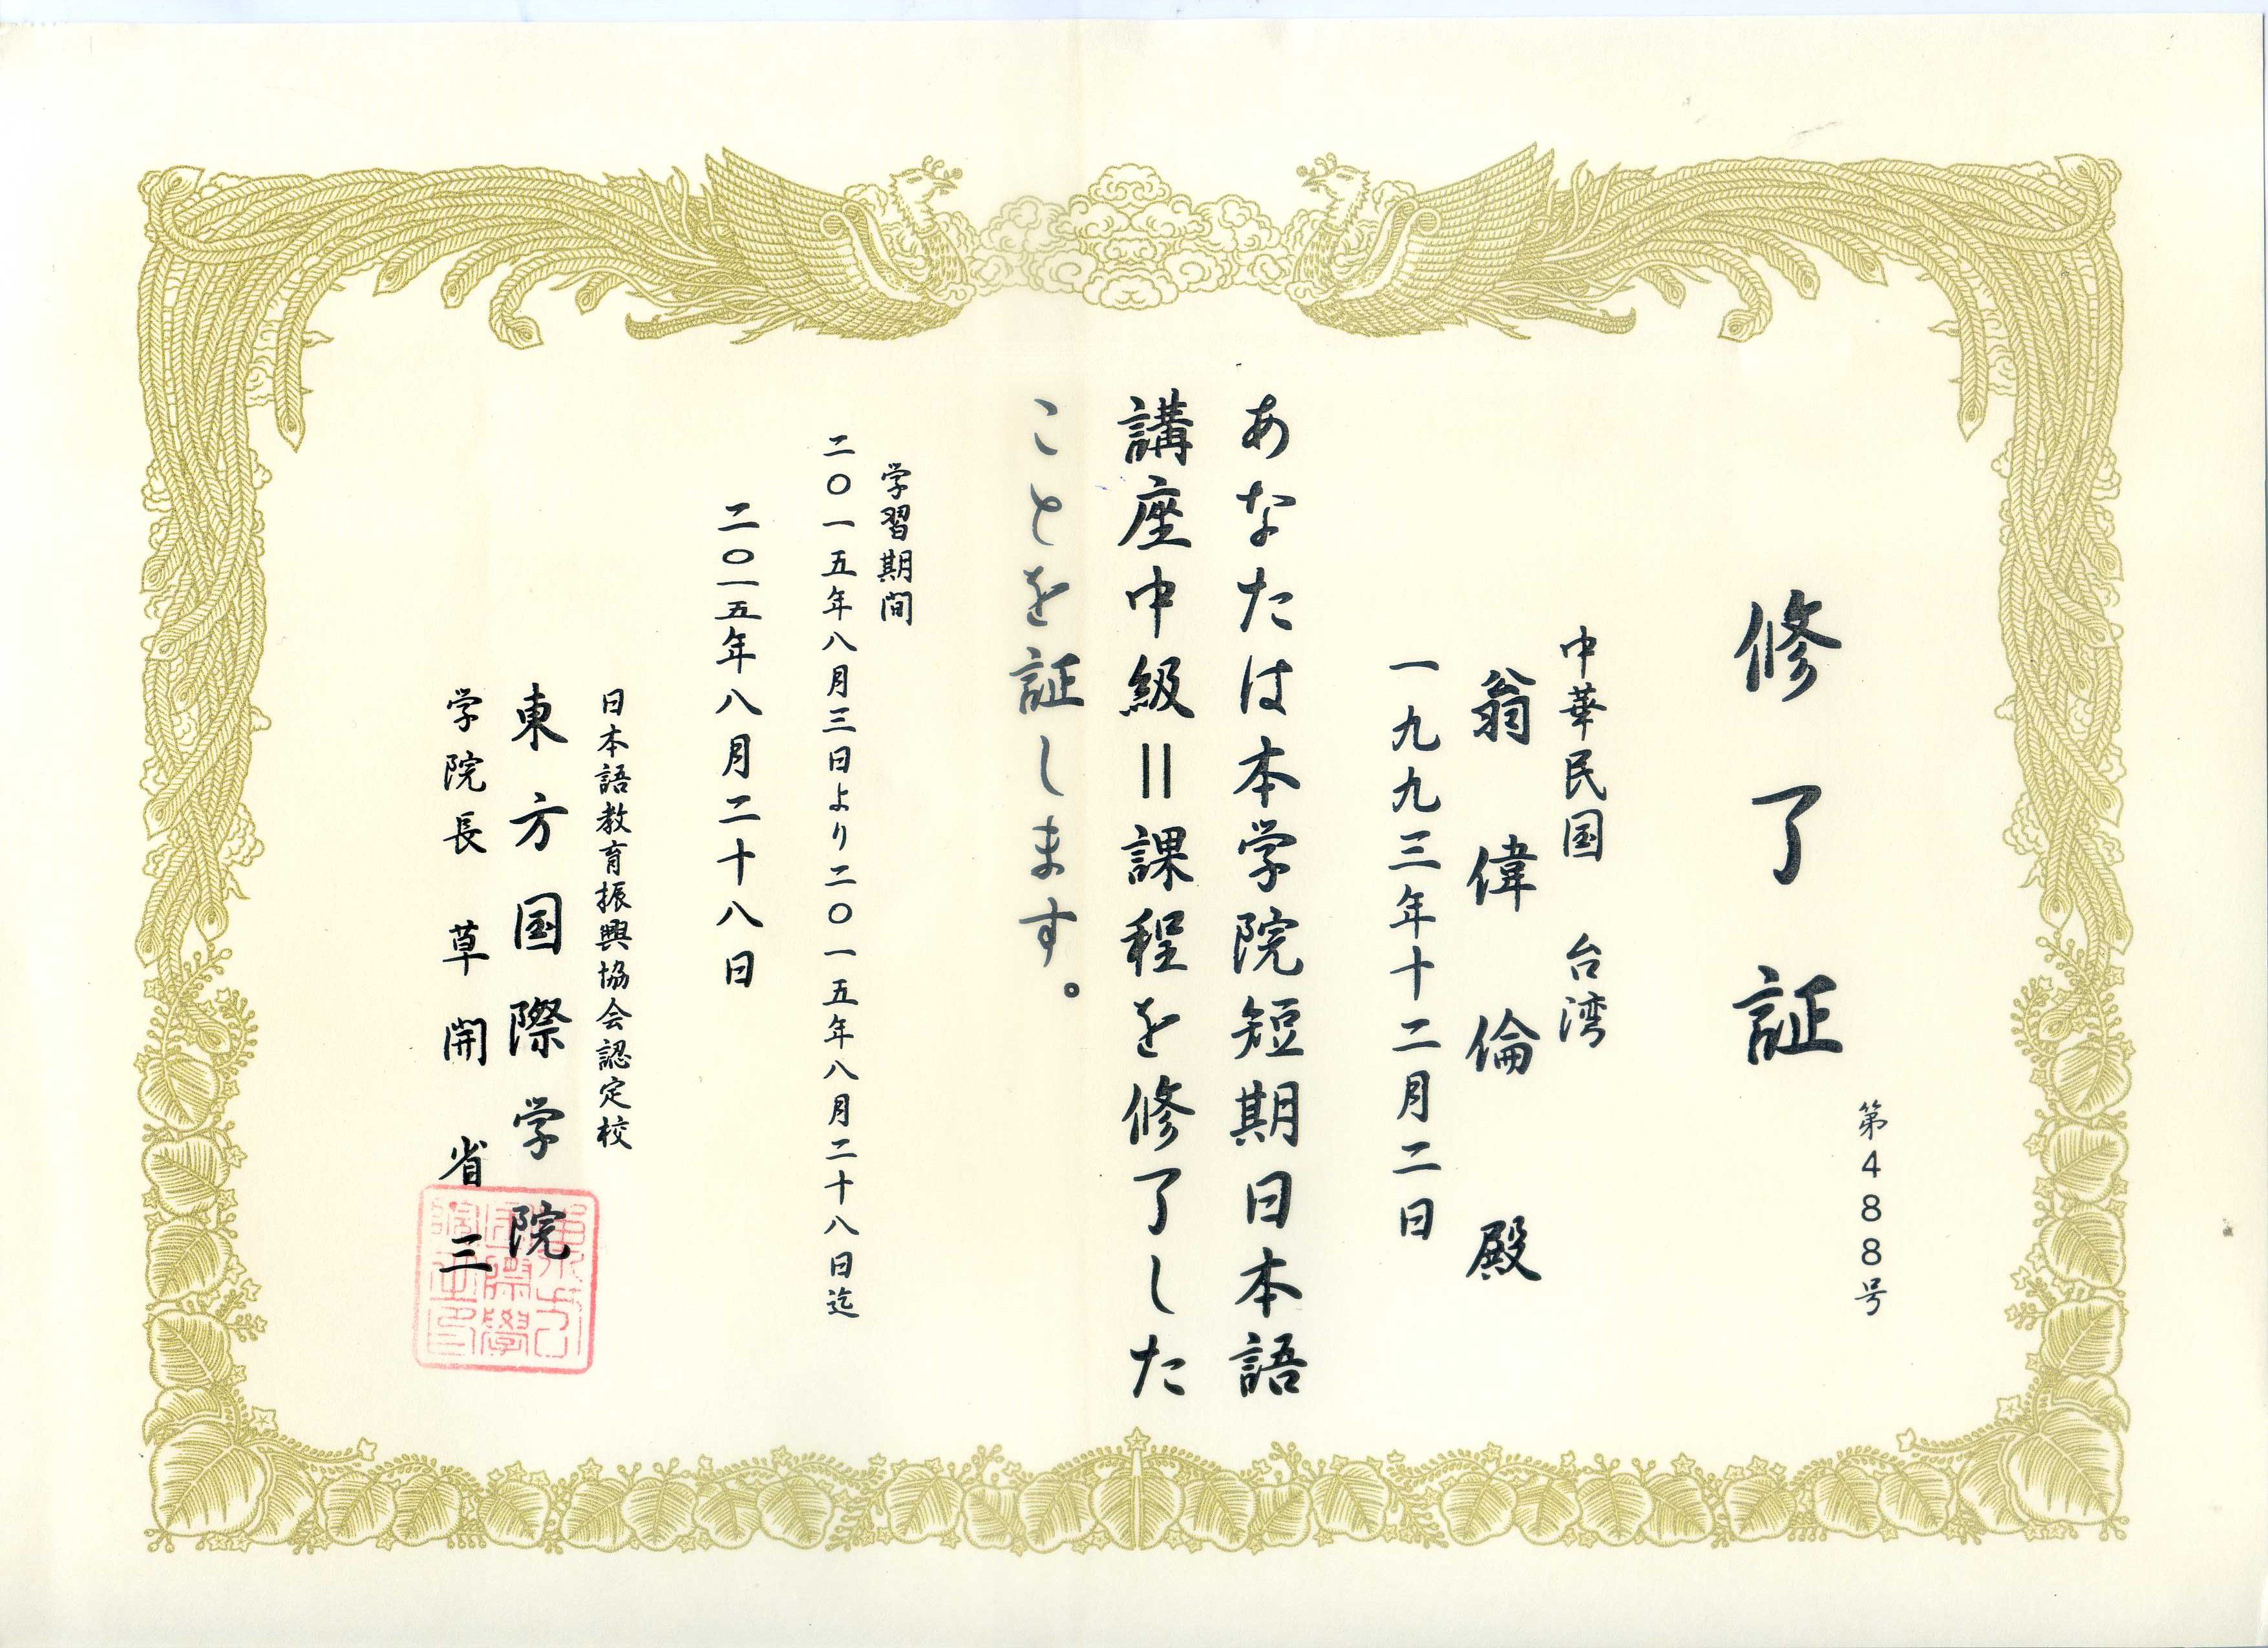 第４８８号
修了証
中華民国 台湾
翁偉倫殿
一九九三年十二月二日
あなたは本学院短期日本語
講座中級Ⅱ課程を修了した
ことを証します。
学習期間
二〇一五年八月三日より二〇一五年八月二十八日迄
二〇一五年八月二十八日
日本語教育振興協会認定校
東方国際学院
学院長 草開省三